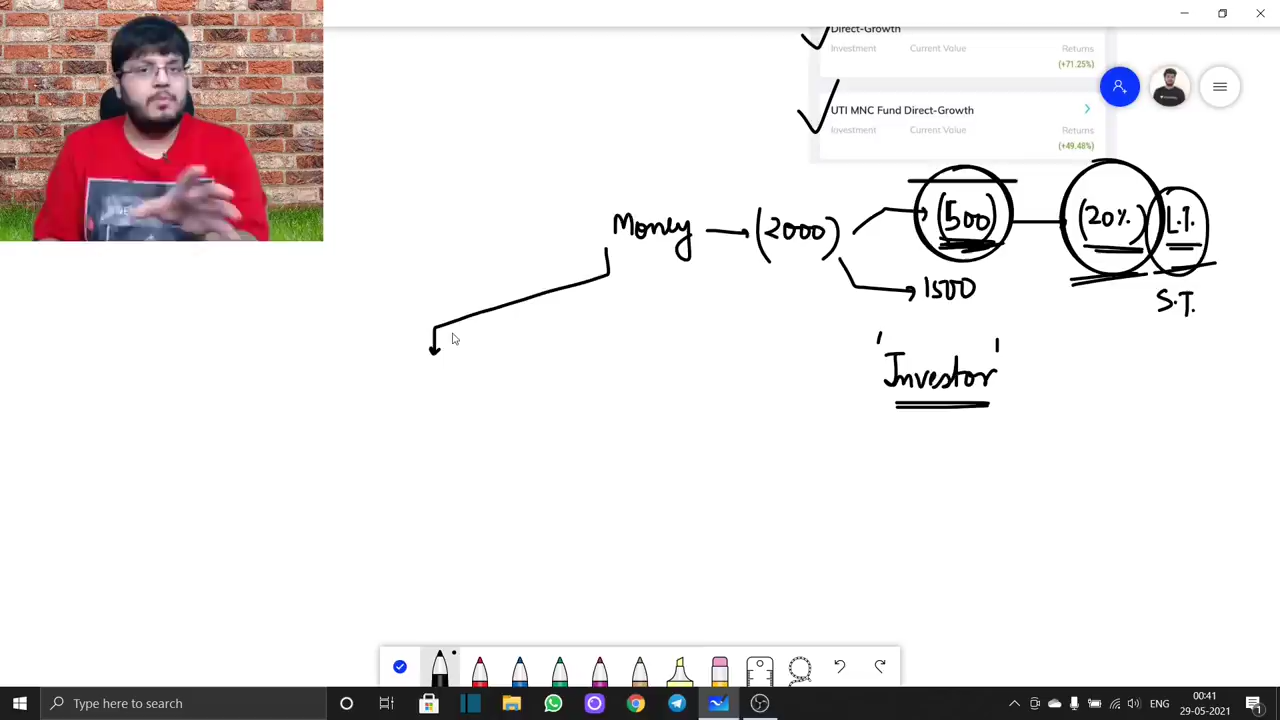 Direct-Growth
Investment Current Value Returns
(+71.25%)
UTI MNC Fund Direct-Growth
Investment Current Value Returns
(+49.48%)
Money (2000) (500) (20%) L.T.
1500 S.T.
'Investor'
Type here to search
ENG
00:41
29-05-2021